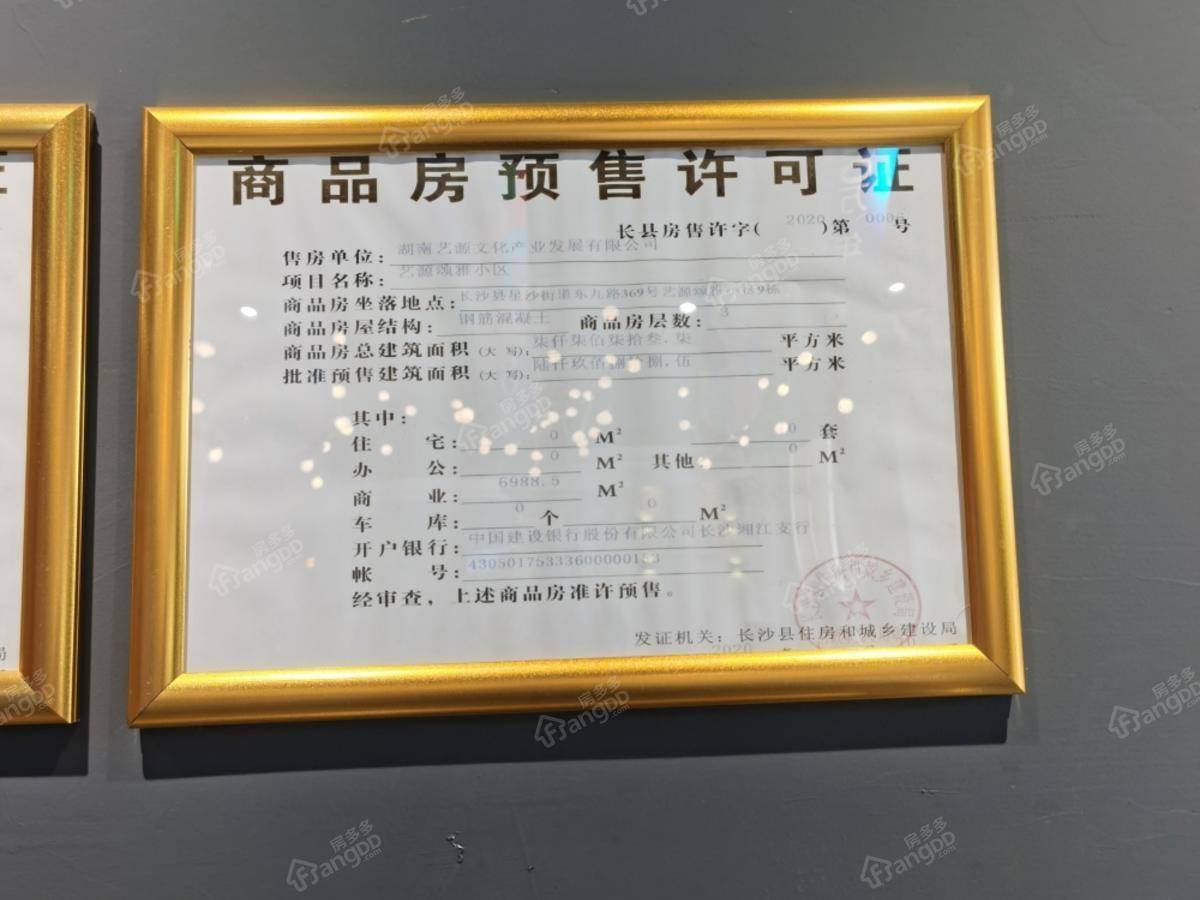 商品房预售许可证
长县房售许字(2020)第0006号
售房单位：湖南艺源文化产业发展有限公司
项目名称：艺源颂雅小区
商品房坐落地点：长沙县星沙街道东九路369号艺源颂雅小区9栋
商品房屋结构：钢筋混凝土 商品房层数：3
商品房总建筑面积（大写）：柒仟柒佰柒拾叁.柒 平方米
批准预售建筑面积（大写）：陆仟玖佰捌拾捌.伍 平方米
其中：
住宅：0 M² 0 套
办公：0 M² 其他 0 M²
商业：6988.5 M²
车库：0 个 0 M²
开户银行：中国建设银行股份有限公司长沙湘江支行
帐号：430501753336000001
经审查，上述商品房准许预售。
发证机关：长沙县住房和城乡建设局
2020
房多多
FangDD.com